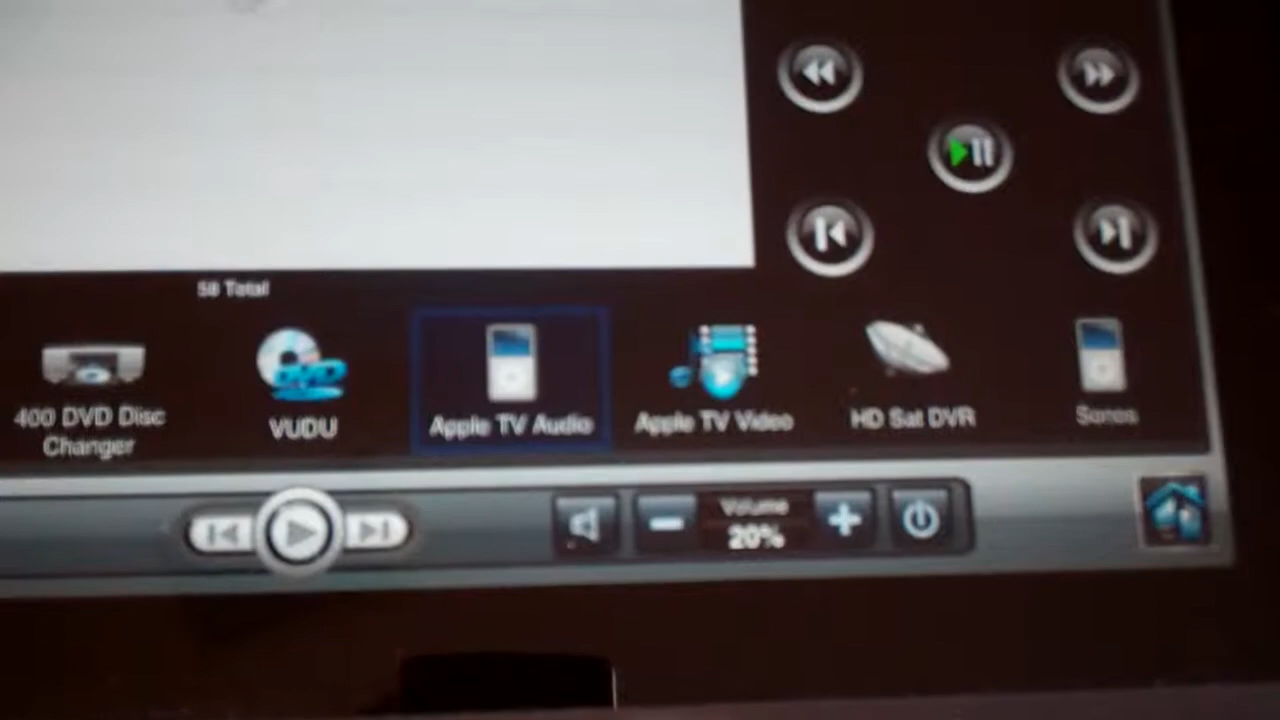 58 Total
400 DVD Disc
Changer
VUDU
Apple TV Audio
Apple TV Video
HD Sat DVR
Sonos
Volume
20%